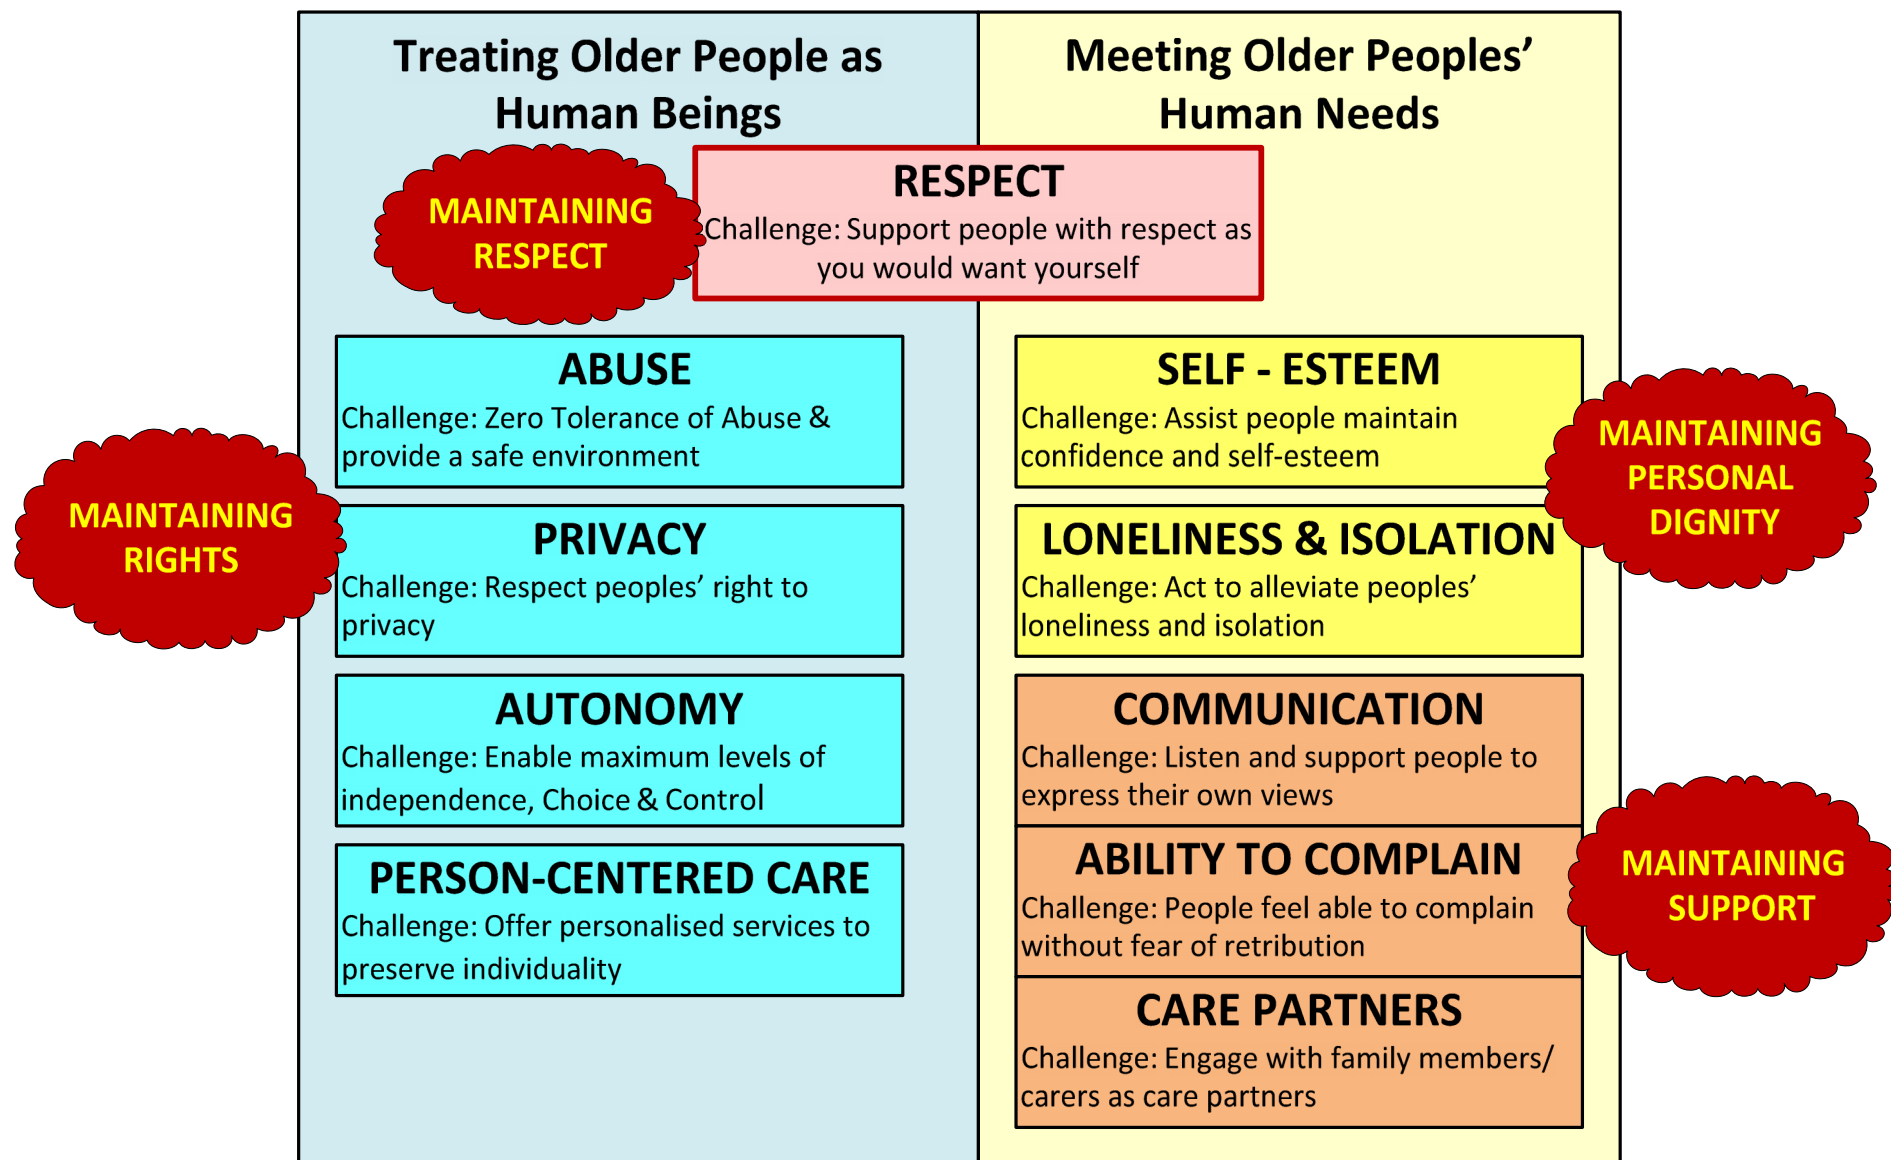 Treating Older People as
Human Beings
Meeting Older Peoples’
Human Needs
MAINTAINING
RESPECT
RESPECT
Challenge: Support people with respect as
you would want yourself
MAINTAINING
RIGHTS
ABUSE
Challenge: Zero Tolerance of Abuse &
provide a safe environment
PRIVACY
Challenge: Respect peoples’ right to
privacy
AUTONOMY
Challenge: Enable maximum levels of
independence, Choice & Control
PERSON-CENTERED CARE
Challenge: Offer personalised services to
preserve individuality
SELF - ESTEEM
Challenge: Assist people maintain
confidence and self-esteem
LONELINESS & ISOLATION
Challenge: Act to alleviate peoples’
loneliness and isolation
MAINTAINING
PERSONAL
DIGNITY
COMMUNICATION
Challenge: Listen and support people to
express their own views
ABILITY TO COMPLAIN
Challenge: People feel able to complain
without fear of retribution
CARE PARTNERS
Challenge: Engage with family members/
carers as care partners
MAINTAINING
SUPPORT